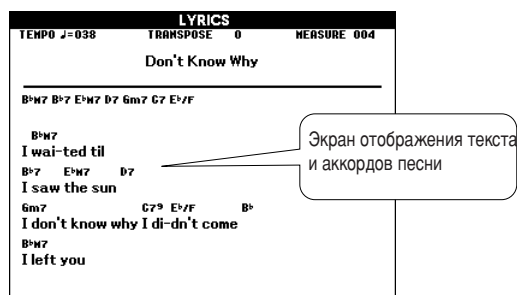 LYRICS
TEMPO ♩=038 TRANSPOSE 0 MEASURE 004
Don't Know Why
B♭M7 B♭7 E♭M7 D7 Gm7 C7 E♭/F
B♭M7
I wai-ted til
B♭7 E♭M7 D7
I saw the sun
Gm7 C7⁹ E♭/F B♭
I don't know why I di-dn't come
B♭M7
I left you
Экран отображения текста
и аккордов песни